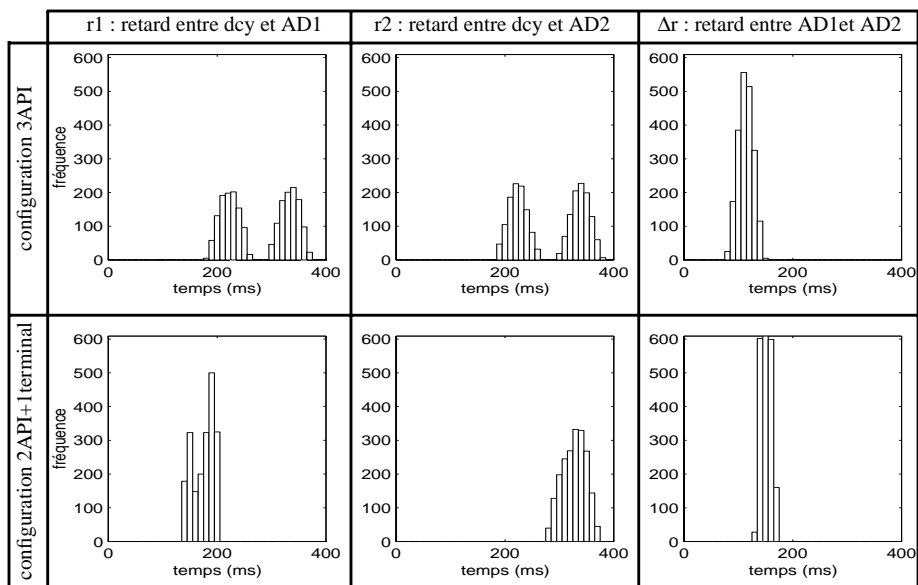 r1 : retard entre dcy et AD1
r2 : retard entre dcy et AD2
Δr : retard entre AD1et AD2
configuration 3API
fréquence
600
500
400
300
200
100
0
0 200 400
temps (ms)
600
500
400
300
200
100
0
0 200 400
temps (ms)
600
500
400
300
200
100
0
0 200 400
temps (ms)
configuration 2API+1terminal
fréquence
600
500
400
300
200
100
0
0 200 400
temps (ms)
600
500
400
300
200
100
0
0 200 400
temps (ms)
600
500
400
300
200
100
0
0 200 400
temps (ms)